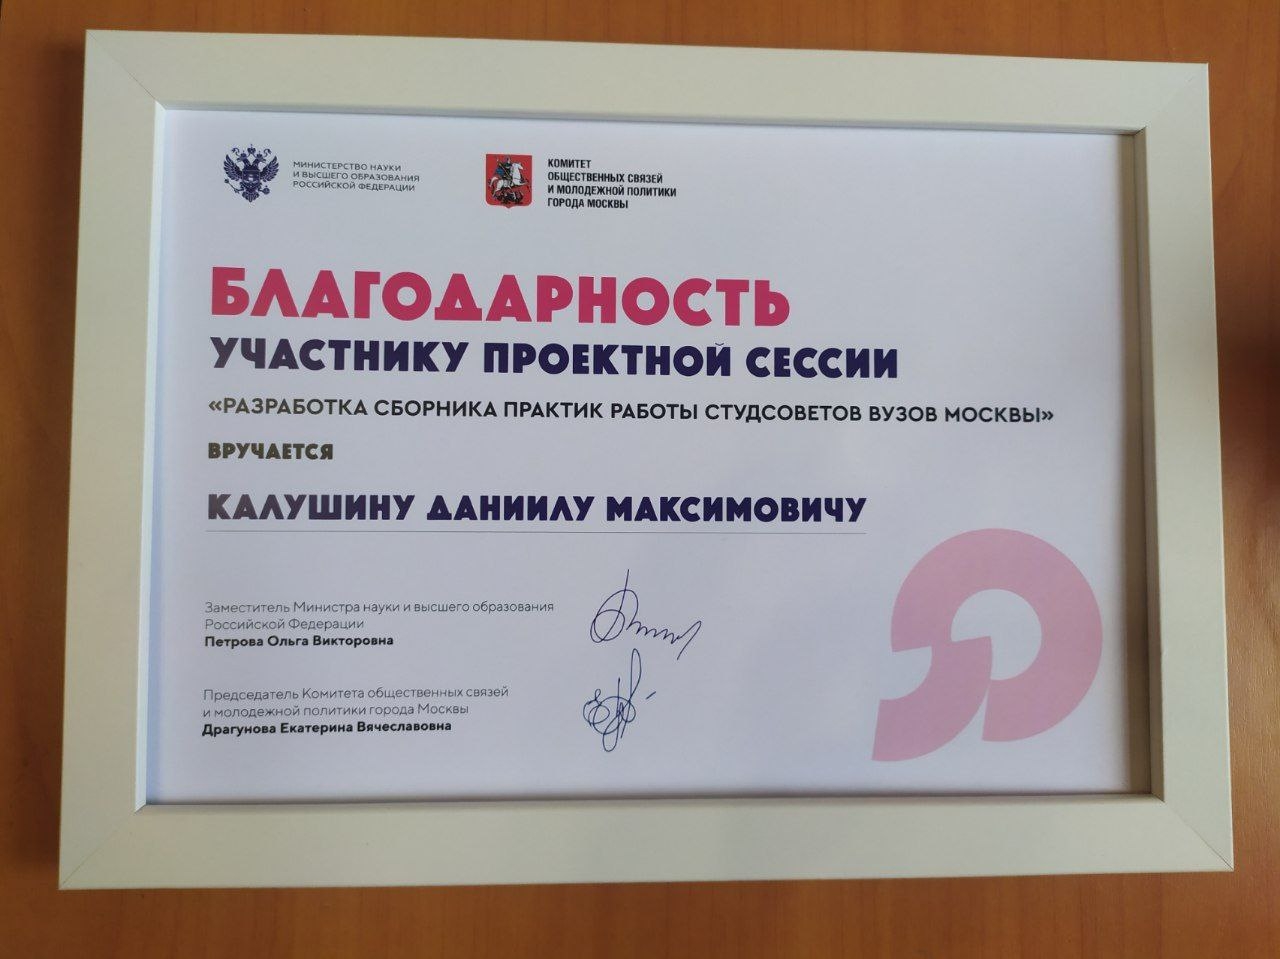 МИНИСТЕРСТВО НАУКИ
И ВЫСШЕГО ОБРАЗОВАНИЯ
РОССИЙСКОЙ ФЕДЕРАЦИИ
КОМИТЕТ
ОБЩЕСТВЕННЫХ СВЯЗЕЙ
И МОЛОДЕЖНОЙ ПОЛИТИКИ
ГОРОДА МОСКВЫ
БЛАГОДАРНОСТЬ
УЧАСТНИКУ ПРОЕКТНОЙ СЕССИИ
«РАЗРАБОТКА СБОРНИКА ПРАКТИК РАБОТЫ СТУДСОВЕТОВ ВУЗОВ МОСКВЫ»
ВРУЧАЕТСЯ
КАЛУШИНУ ДАНИИЛУ МАКСИМОВИЧУ
Заместитель Министра науки и высшего образования
Российской Федерации
Петрова Ольга Викторовна
Председатель Комитета общественных связей
и молодежной политики города Москвы
Драгунова Екатерина Вячеславовна